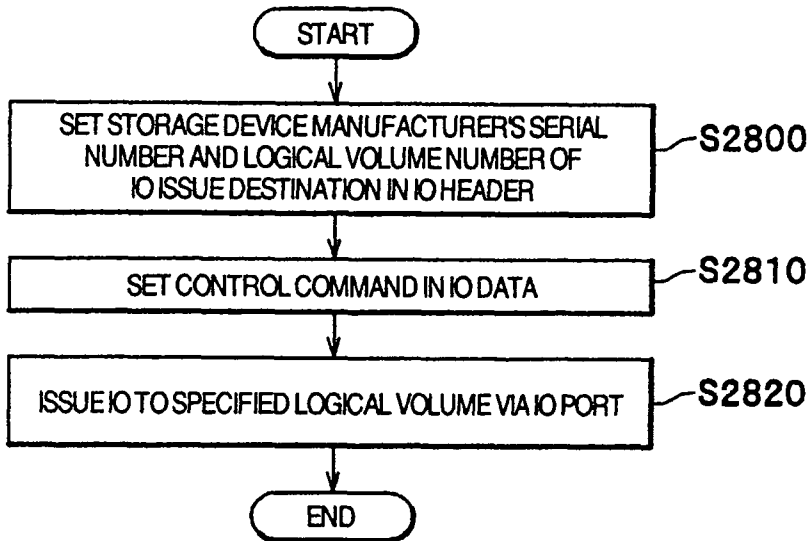 START
SET STORAGE DEVICE MANUFACTURER'S SERIAL
NUMBER AND LOGICAL VOLUME NUMBER OF
IO ISSUE DESTINATION IN IO HEADER
S2800
SET CONTROL COMMAND IN IO DATA
S2810
ISSUE IO TO SPECIFIED LOGICAL VOLUME VIA IO PORT
S2820
END